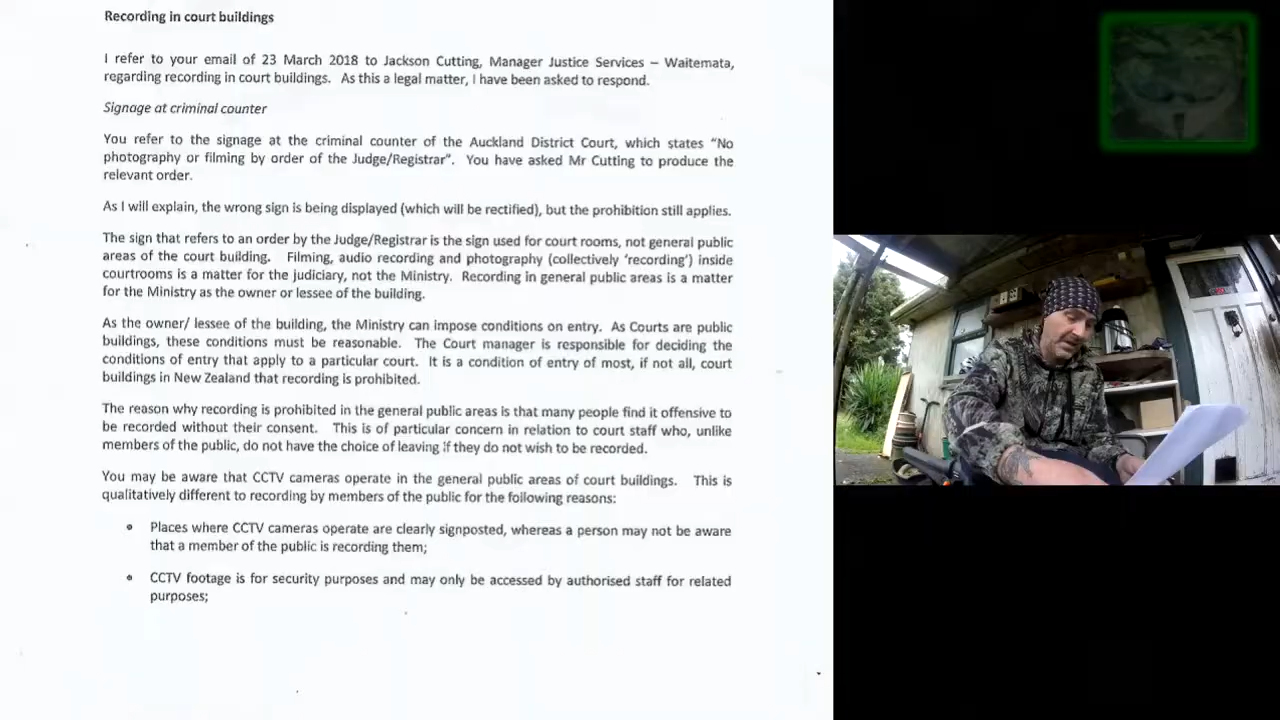 Recording in court buildings
I refer to your email of 23 March 2018 to Jackson Cutting, Manager Justice Services – Waitemata,
regarding recording in court buildings. As this a legal matter, I have been asked to respond.
Signage at criminal counter
You refer to the signage at the criminal counter of the Auckland District Court, which states "No
photography or filming by order of the Judge/Registrar". You have asked Mr Cutting to produce the
relevant order.
As I will explain, the wrong sign is being displayed (which will be rectified), but the prohibition still applies.
The sign that refers to an order by the Judge/Registrar is the sign used for court rooms, not general public
areas of the court building. Filming, audio recording and photography (collectively 'recording') inside
courtrooms is a matter for the judiciary, not the Ministry. Recording in general public areas is a matter
for the Ministry as the owner or lessee of the building.
As the owner/ lessee of the building, the Ministry can impose conditions on entry. As Courts are public
buildings, these conditions must be reasonable. The Court manager is responsible for deciding the
conditions of entry that apply to a particular court. It is a condition of entry of most, if not all, court
buildings in New Zealand that recording is prohibited.
The reason why recording is prohibited in the general public areas is that many people find it offensive to
be recorded without their consent. This is of particular concern in relation to court staff who, unlike
members of the public, do not have the choice of leaving if they do not wish to be recorded.
You may be aware that CCTV cameras operate in the general public areas of court buildings. This is
qualitatively different to recording by members of the public for the following reasons:
• Places where CCTV cameras operate are clearly signposted, whereas a person may not be aware
that a member of the public is recording them;
• CCTV footage is for security purposes and may only be accessed by authorised staff for related
purposes;